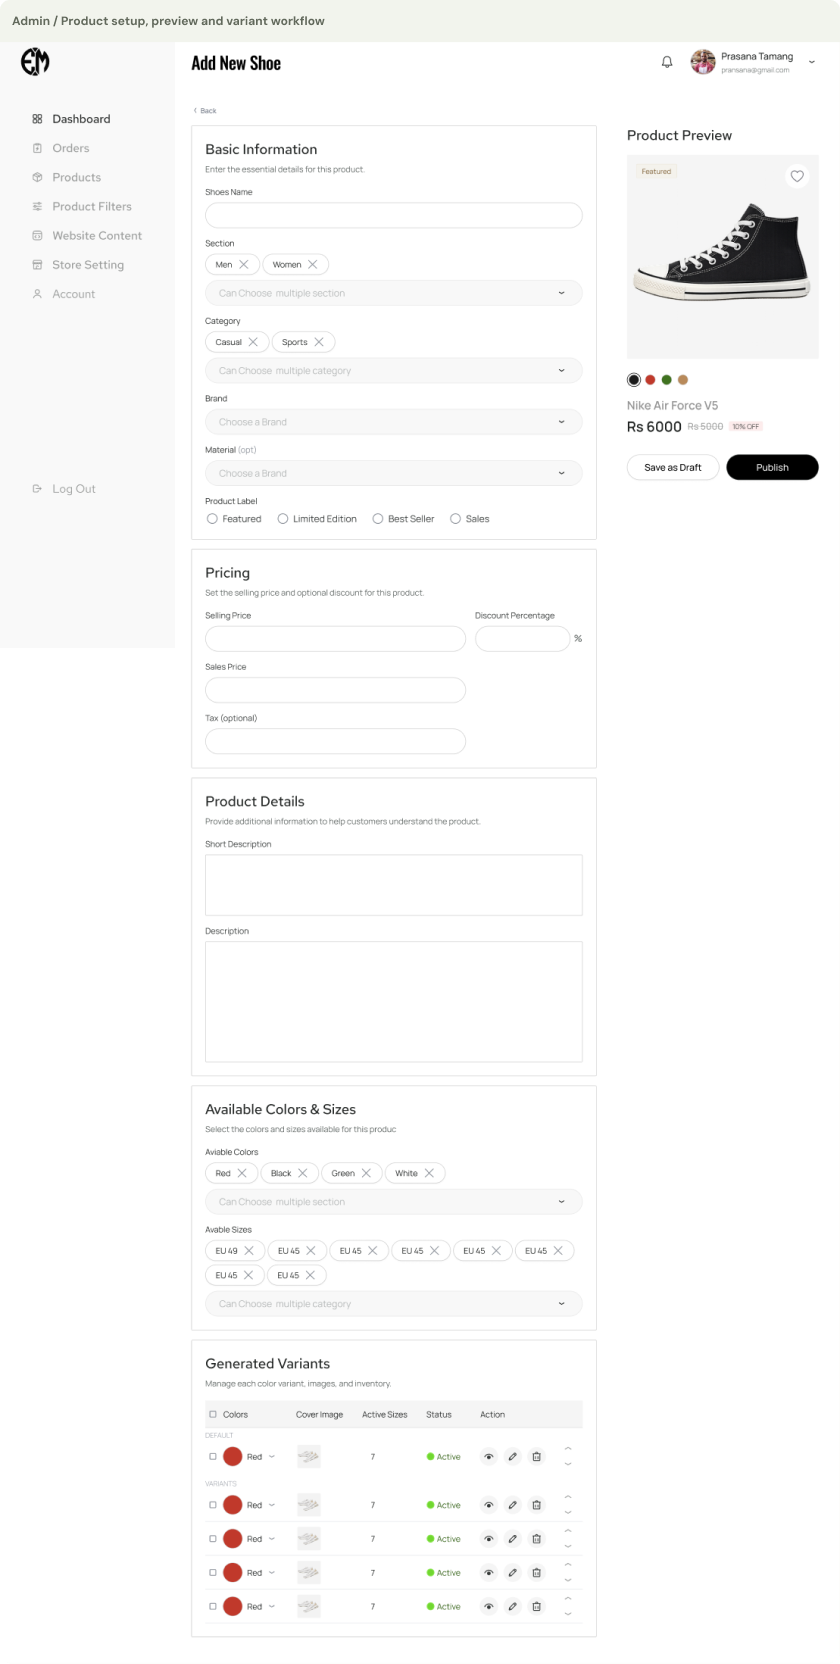 Admin / Product setup, preview and variant workflow
EM
Add New Shoe
Prasana Tamang
pransana@gmail.com
Dashboard
Orders
Products
Product Filters
Website Content
Store Setting
Account
Log Out
Back
Basic Information
Enter the essential details for this product.
Shoes Name
Section
Men
Women
Can Choose multiple section
Category
Casual
Sports
Can Choose multiple category
Brand
Choose a Brand
Material (opt)
Choose a Brand
Product Label
Featured
Limited Edition
Best Seller
Sales
Product Preview
Featured
Nike Air Force V5
Rs 6000 Rs 5000 10% OFF
Save as Draft
Publish
Pricing
Set the selling price and optional discount for this product.
Selling Price
Discount Percentage
%
Sales Price
Tax (optional)
Product Details
Provide additional information to help customers understand the product.
Short Description
Description
Available Colors & Sizes
Select the colors and sizes available for this produc
Aviable Colors
Red
Black
Green
White
Can Choose multiple section
Avable Sizes
EU 49
EU 45
EU 45
EU 45
EU 45
EU 45
EU 45
EU 45
Can Choose multiple category
Generated Variants
Manage each color variant, images, and inventory.
Colors Cover Image Active Sizes Status Action
DEFAULT
Red 7 Active
VARIANTS
Red 7 Active
Red 7 Active
Red 7 Active
Red 7 Active